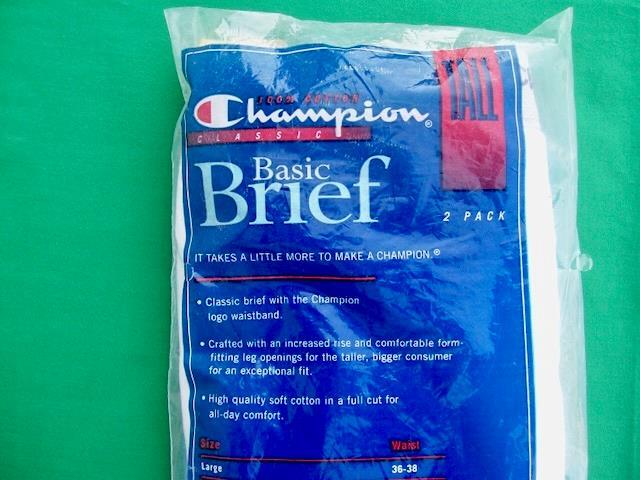 TALL
100% COTTON
Champion®
CLASSIC
Basic
Brief
2 PACK
IT TAKES A LITTLE MORE TO MAKE A CHAMPION.®
• Classic brief with the Champion
logo waistband.
• Crafted with an increased rise and comfortable form-
fitting leg openings for the taller, bigger consumer
for an exceptional fit.
• High quality soft cotton in a full cut for
all-day comfort.
Size Waist
Large 36-38